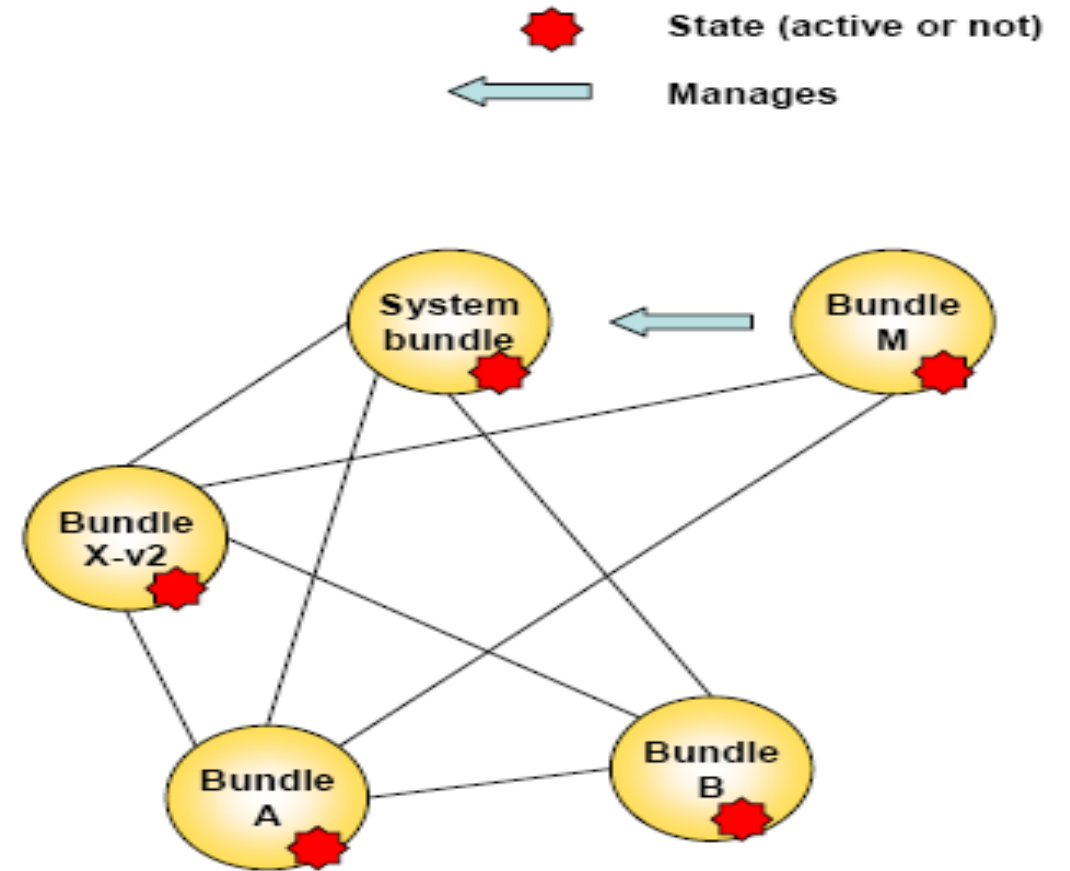 State (active or not)
Manages
System
bundle
Bundle
M
Bundle
X-v2
Bundle
A
Bundle
B